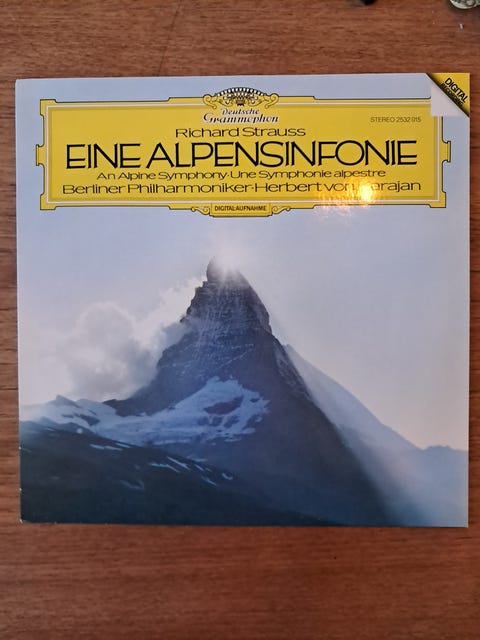 Deutsche
Grammophon
STEREO 2532 015
DIGITAL
Richard Strauss
EINE ALPENSINFONIE
An Alpine Symphony·Une Symphonie alpestre
Berliner Philharmoniker·Herbert von Karajan
DIGITAL-AUFNAHME